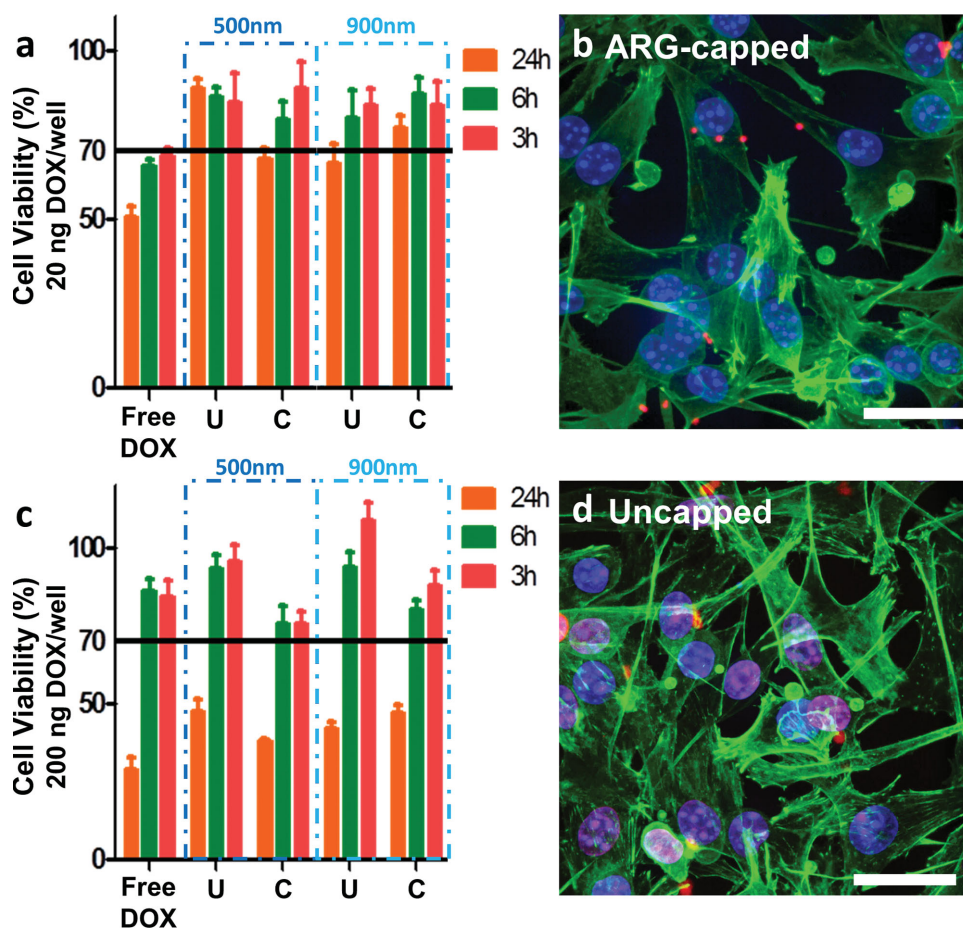 a
500nm
900nm
100
70
50
0
Cell Viability (%)
20 ng DOX/well
24h
6h
3h
Free
DOX
U
C
U
C
b ARG-capped
c
500nm
900nm
100
70
50
0
Cell Viability (%)
200 ng DOX/well
24h
6h
3h
Free
DOX
U
C
U
C
d Uncapped